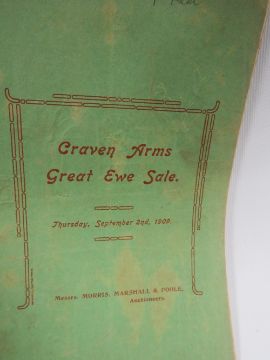 Craven Arms
Great Ewe Sale.
Thursday, September 2nd, 1909.
Messrs. MORRIS, MARSHALL & POOLE,
Auctioneers.